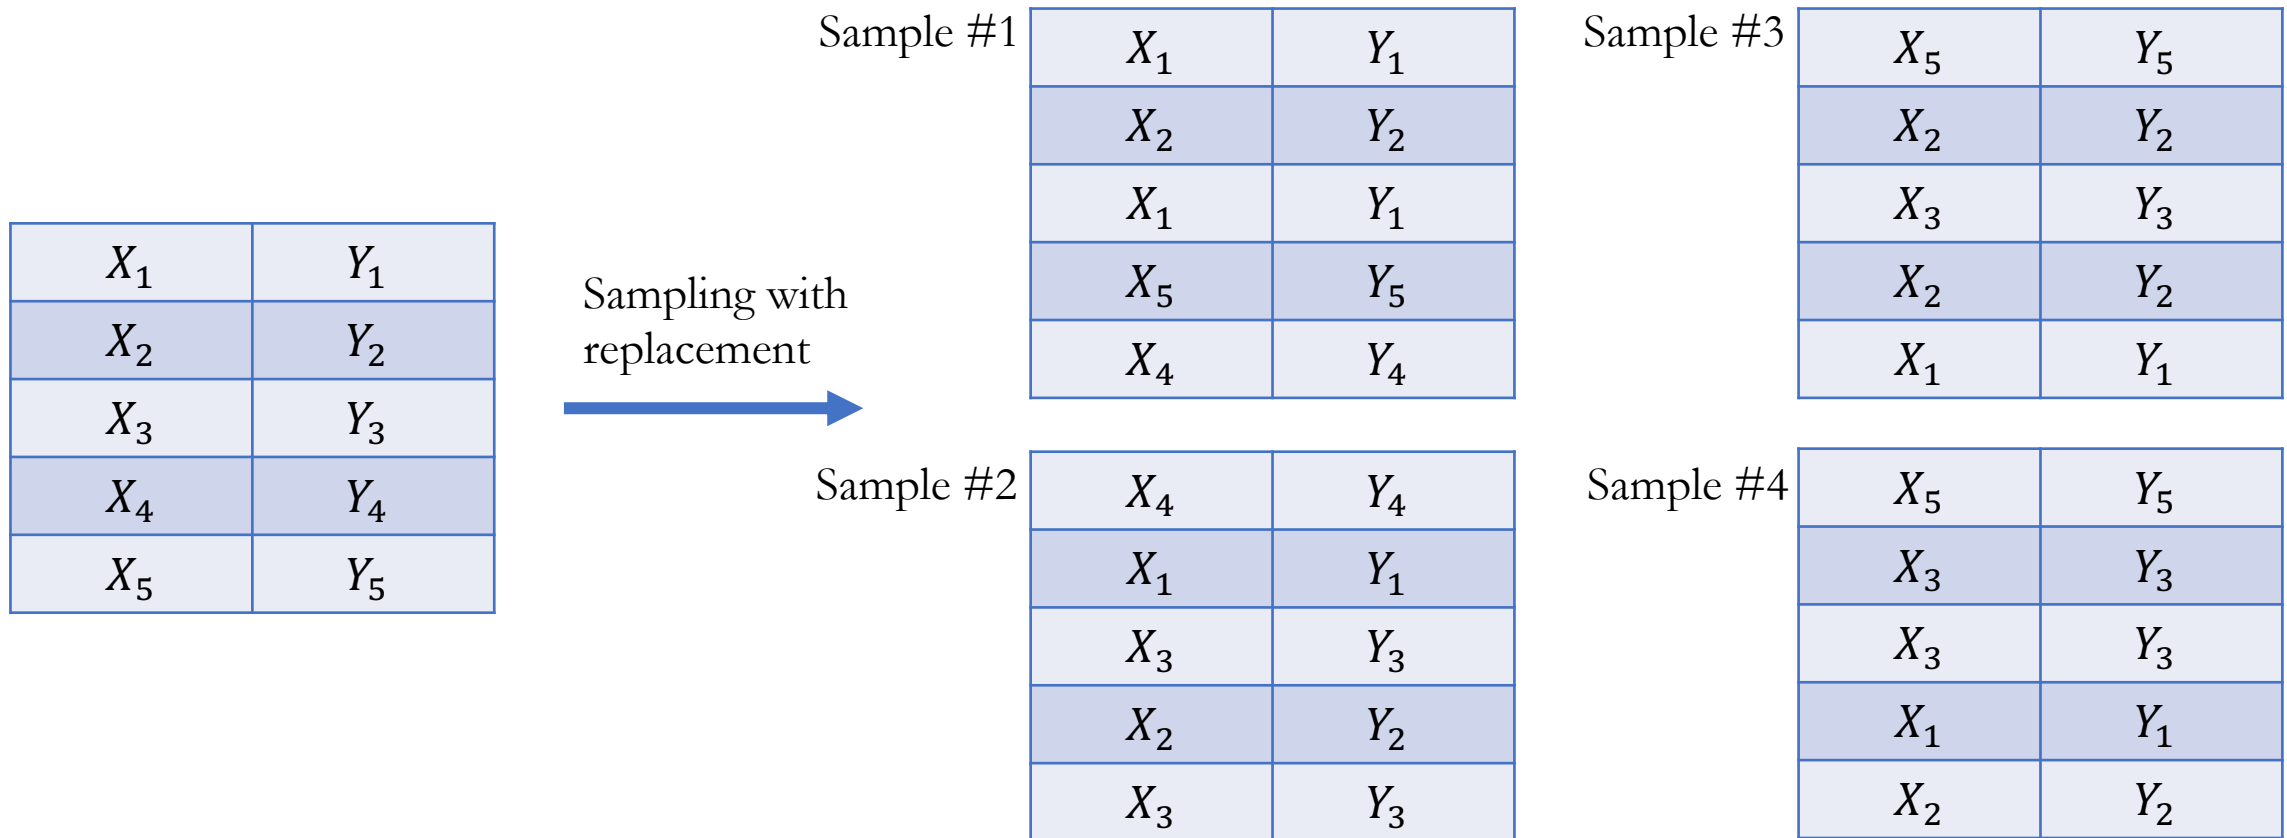 X₁ Y₁
X₂ Y₂
X₃ Y₃
X₄ Y₄
X₅ Y₅
Sampling with
replacement
Sample #1
X₁ Y₁
X₂ Y₂
X₁ Y₁
X₅ Y₅
X₄ Y₄
Sample #2
X₄ Y₄
X₁ Y₁
X₃ Y₃
X₂ Y₂
X₃ Y₃
Sample #3
X₅ Y₅
X₂ Y₂
X₃ Y₃
X₂ Y₂
X₁ Y₁
Sample #4
X₅ Y₅
X₃ Y₃
X₃ Y₃
X₁ Y₁
X₂ Y₂